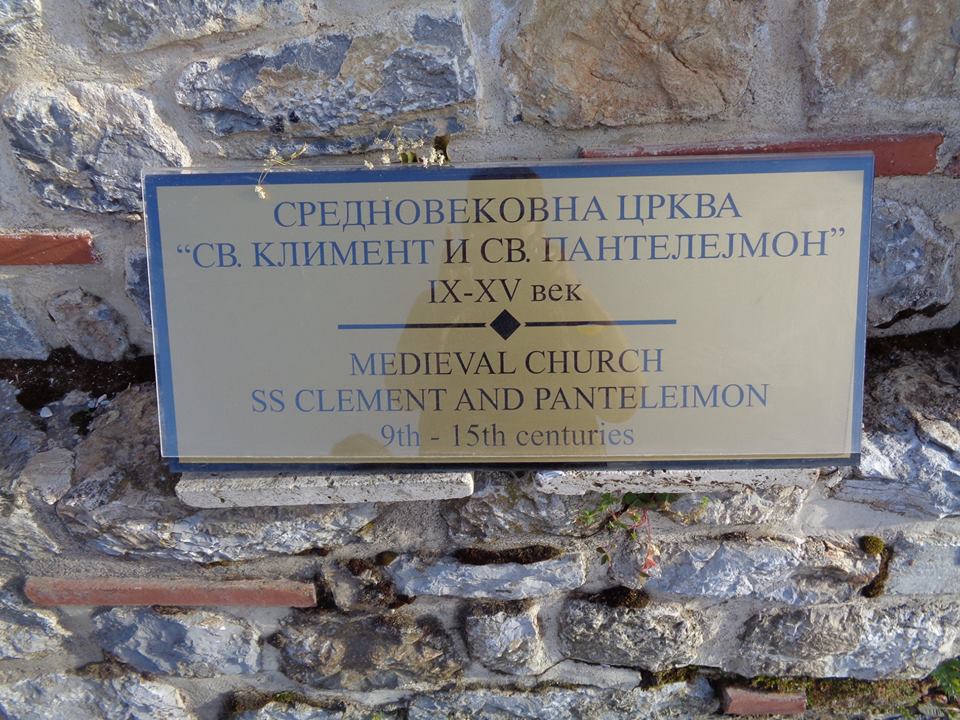 СРЕДНОВЕКОВНА ЦРКВА
“СВ. КЛИМЕНТ И СВ. ПАНТЕЛЕЈМОН”
IX-XV век
MEDIEVAL CHURCH
SS CLEMENT AND PANTELEIMON
9th - 15th centuries